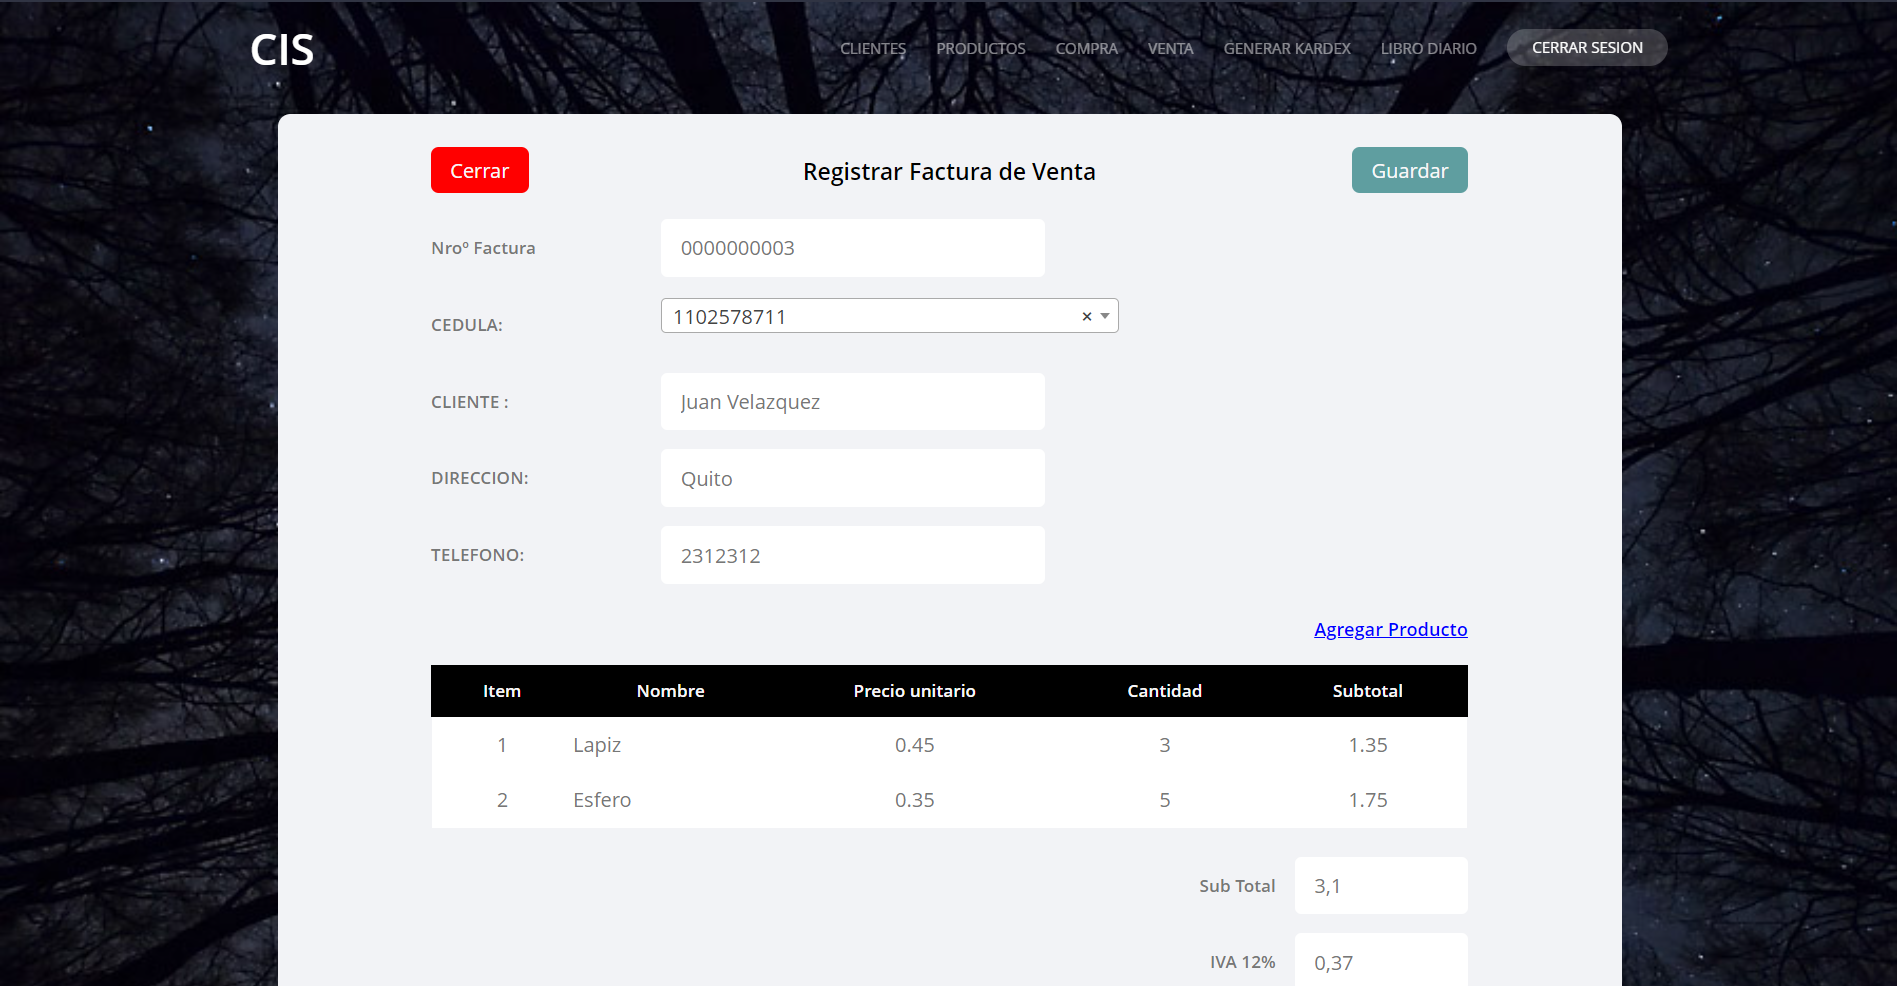 CIS
CLIENTES PRODUCTOS COMPRA VENTA GENERAR KARDEX LIBRO DIARIO CERRAR SESION
Cerrar Registrar Factura de Venta Guardar
Nroº Factura 0000000003
CEDULA: 1102578711 ×
CLIENTE : Juan Velazquez
DIRECCION: Quito
TELEFONO: 2312312
Agregar Producto
Item Nombre Precio unitario Cantidad Subtotal
1 Lapiz 0.45 3 1.35
2 Esfero 0.35 5 1.75
Sub Total 3,1
IVA 12% 0,37